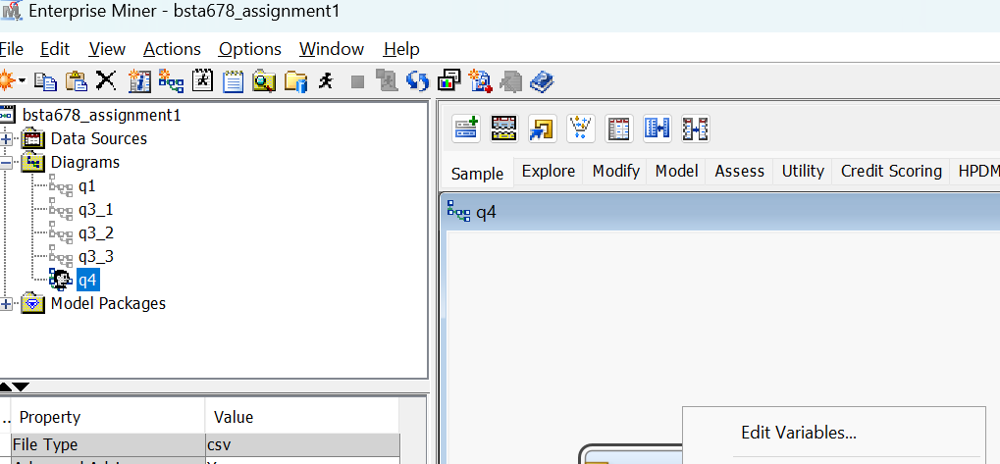 Enterprise Miner - bsta678_assignment1
File Edit View Actions Options Window Help
bsta678_assignment1
Data Sources
Diagrams
q1
q3_1
q3_2
q3_3
q4
Model Packages
.. Property Value
File Type csv
Sample Explore Modify Model Assess Utility Credit Scoring HPDM
q4
Edit Variables...